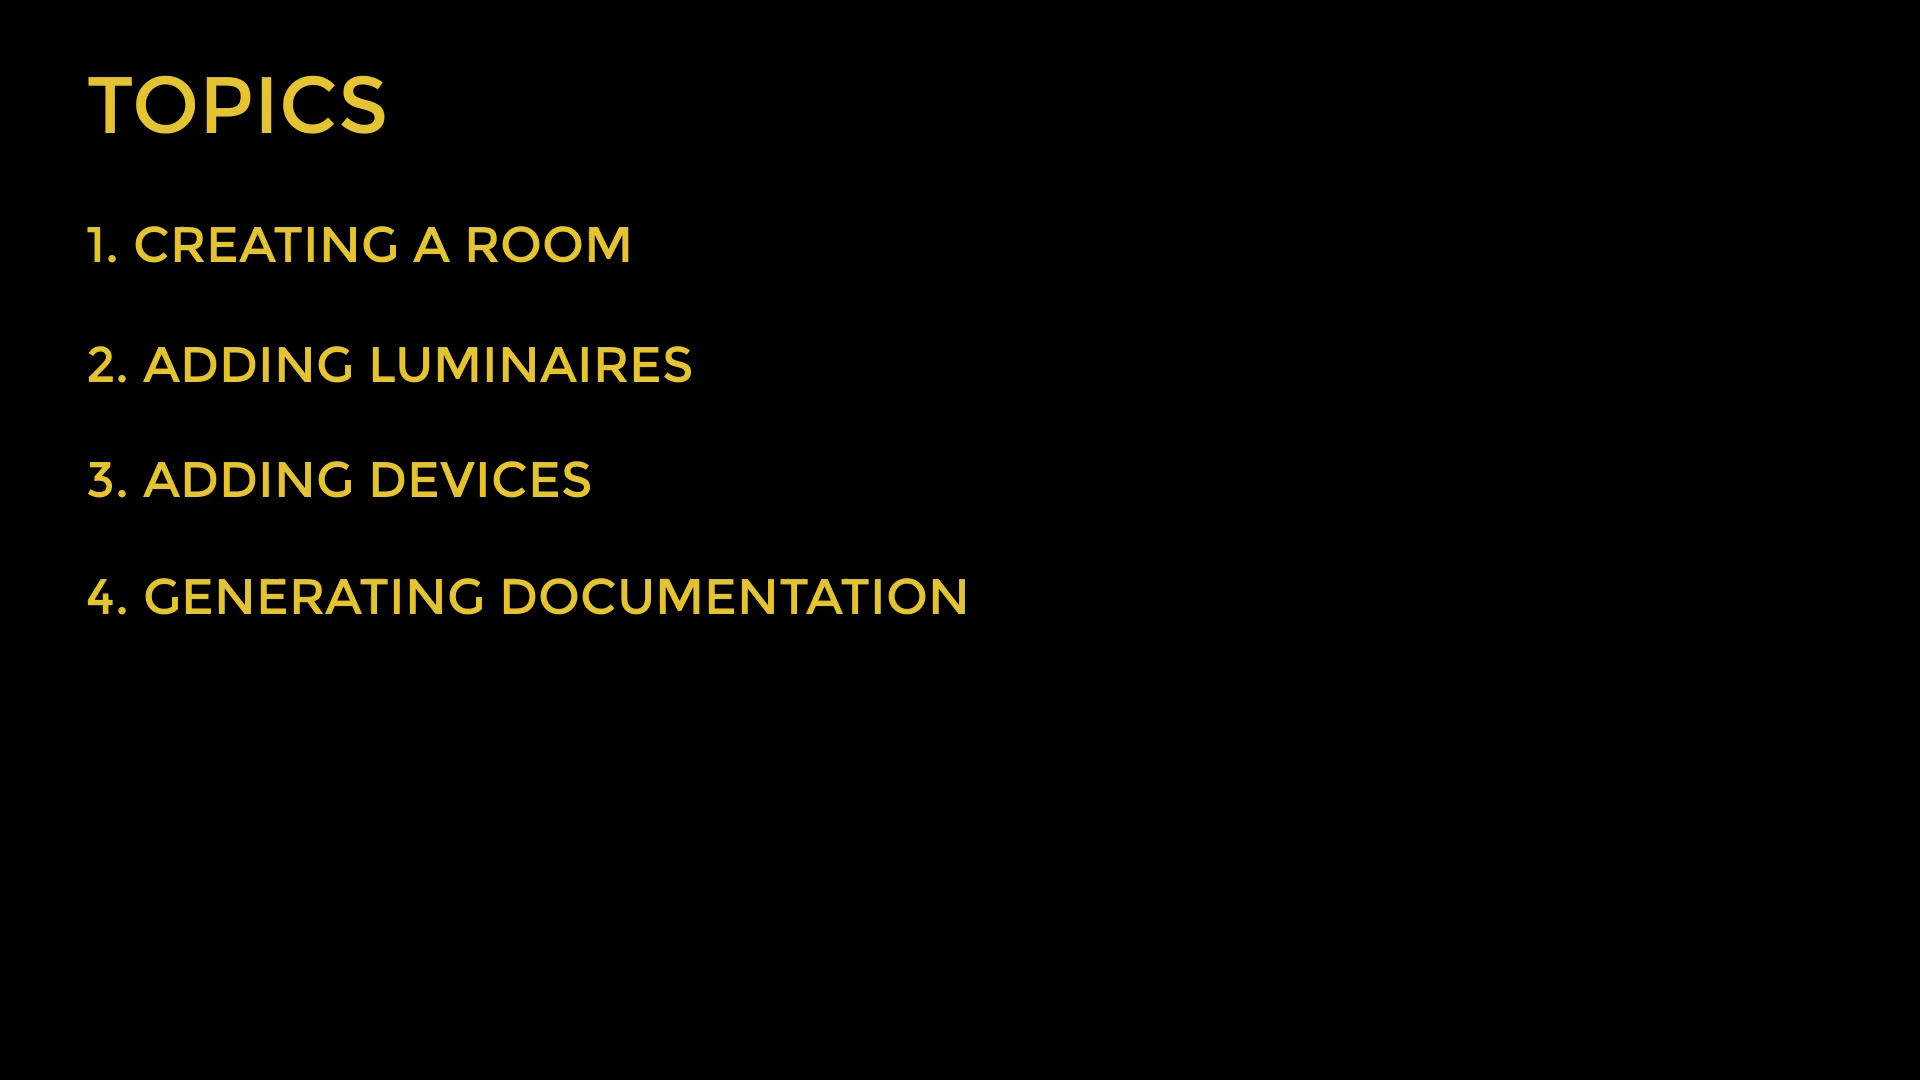 TOPICS
1. CREATING A ROOM
2. ADDING LUMINAIRES
3. ADDING DEVICES
4. GENERATING DOCUMENTATION